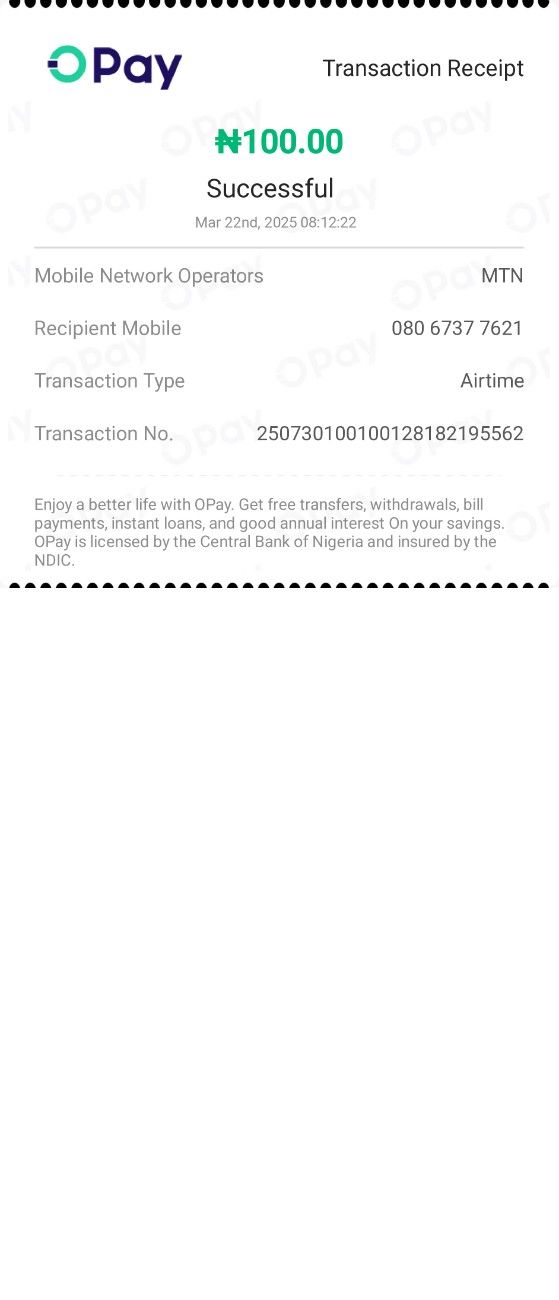 OPay Transaction Receipt
₦100.00
Successful
Mar 22nd, 2025 08:12:22
Mobile Network Operators MTN
Recipient Mobile 080 6737 7621
Transaction Type Airtime
Transaction No. 250730100100128182195562
Enjoy a better life with OPay. Get free transfers, withdrawals, bill
payments, instant loans, and good annual interest On your savings.
OPay is licensed by the Central Bank of Nigeria and insured by the
NDIC.